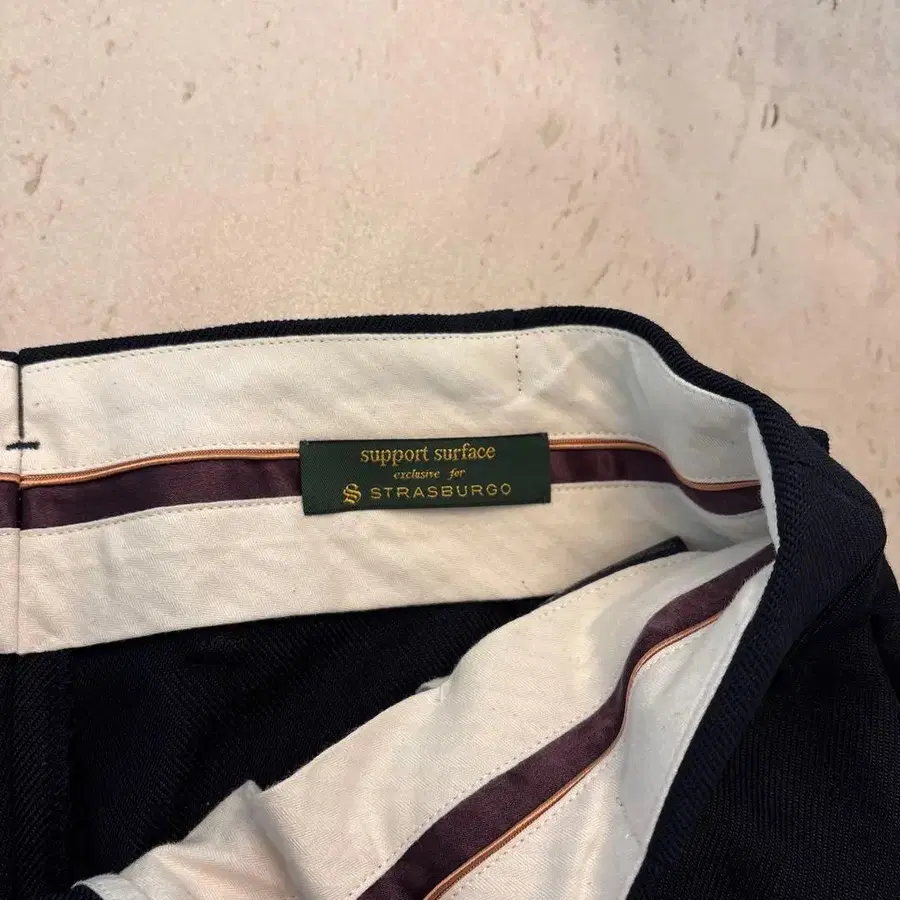 support surface
exclusive for
STRASBURGO